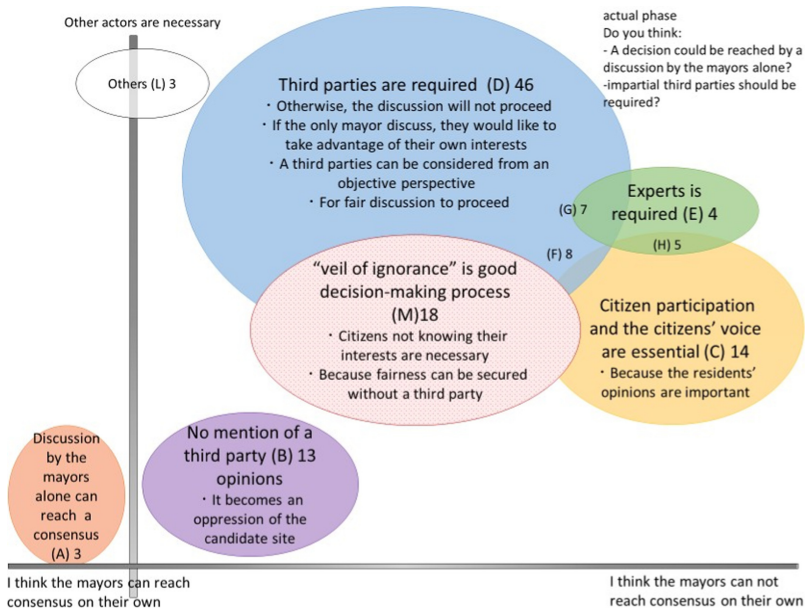 Other actors are necessary
actual phase
Do you think:
- A decision could be reached by a
discussion by the mayors alone?
-impartial third parties should be
required?
Others (L) 3
Third parties are required (D) 46
・Otherwise, the discussion will not proceed
・If the only mayor discuss, they would like to
take advantage of their own interests
・A third parties can be considered from an
objective perspective
・For fair discussion to proceed
Experts is
required (E) 4
(G) 7
(H) 5
(F) 8
“veil of ignorance” is good
decision-making process
(M)18
・Citizens not knowing their
interests are necessary
・Because fairness can be secured
without a third party
Citizen participation
and the citizens’ voice
are essential (C) 14
・Because the residents’
opinions are important
Discussion
by the
mayors
alone can
reach a
consensus
(A) 3
No mention of a
third party (B) 13
opinions
・It becomes an
oppression of the
candidate site
I think the mayors can reach
consensus on their own
I think the mayors can not
reach consensus on their own